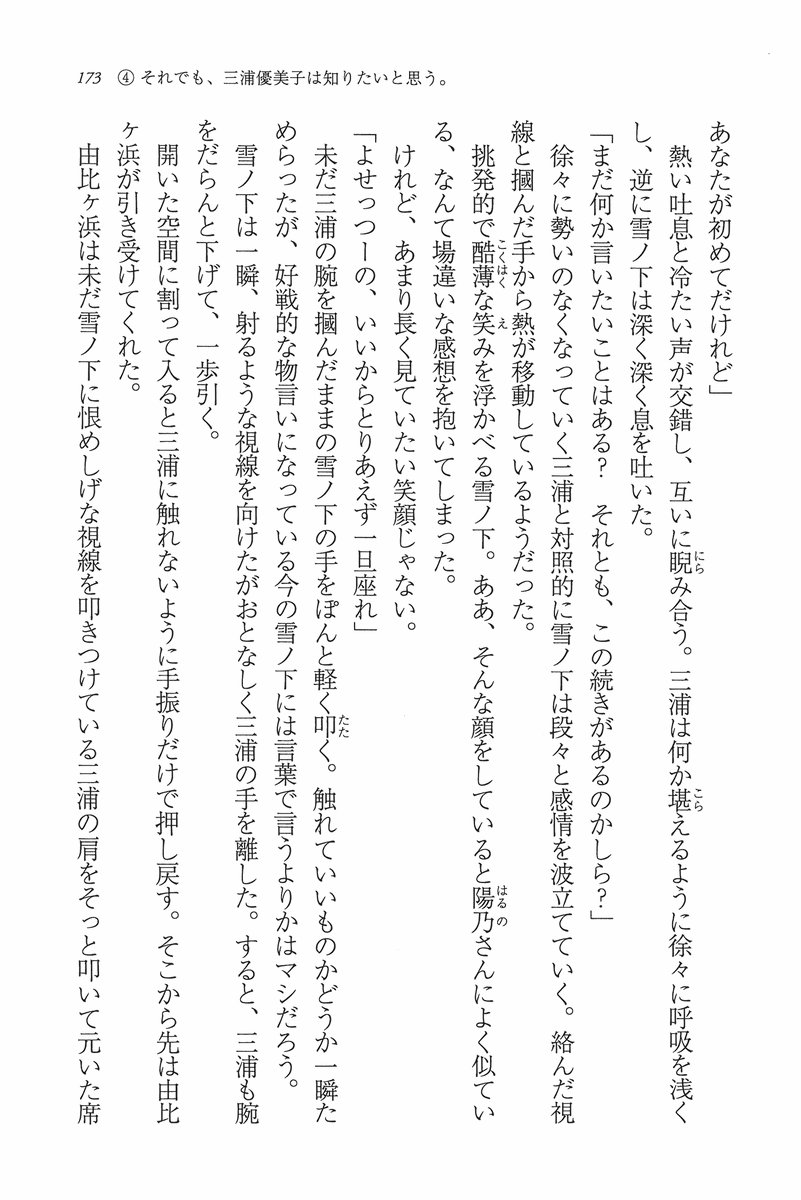 173 ④ それでも、三浦優美子は知りたいと思う。
あなたが初めてだけれど」
　熱い吐息と冷たい声が交錯し、互いに睨み合う。三浦は何か堪えるように徐々に呼吸を浅く
し、逆に雪ノ下は深く深く息を吐いた。
「まだ何か言いたいことはある？　それとも、この続きがあるのかしら？」
　徐々に勢いのなくなっていく三浦と対照的に雪ノ下は段々と感情を波立てていく。絡んだ視
線と摑んだ手から熱が移動しているようだった。
　挑発的で酷薄な笑みを浮かべる雪ノ下。ああ、そんな顔をしていると陽乃さんによく似てい
る、なんて場違いな感想を抱いてしまった。
　けれど、あまり長く見ていたい笑顔じゃない。
「よせっつーの、いいからとりあえず一旦座れ」
　未だ三浦の腕を摑んだままの雪ノ下の手をぽんと軽く叩く。触れていいものかどうか一瞬た
めらったが、好戦的な物言いになっている今の雪ノ下には言葉で言うよりかはマシだろう。
　雪ノ下は一瞬、射るような視線を向けたがおとなしく三浦の手を離した。すると、三浦も腕
をだらんと下げて、一歩引く。
　開いた空間に割って入ると三浦に触れないように手振りだけで押し戻す。そこから先は由比
ヶ浜が引き受けてくれた。
　由比ヶ浜は未だ雪ノ下に恨めしげな視線を叩きつけている三浦の肩をそっと叩いて元いた席